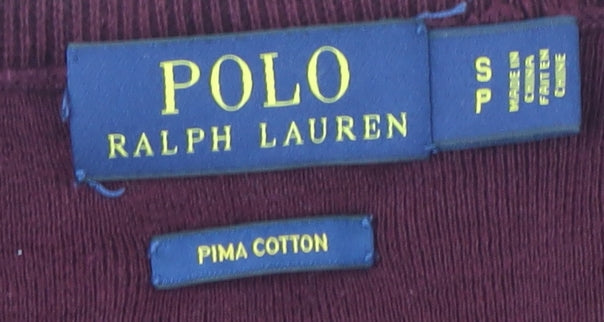 POLO
RALPH LAUREN
S
P
MADE IN
CHINA
FAIT EN
CHINE
PIMA COTTON